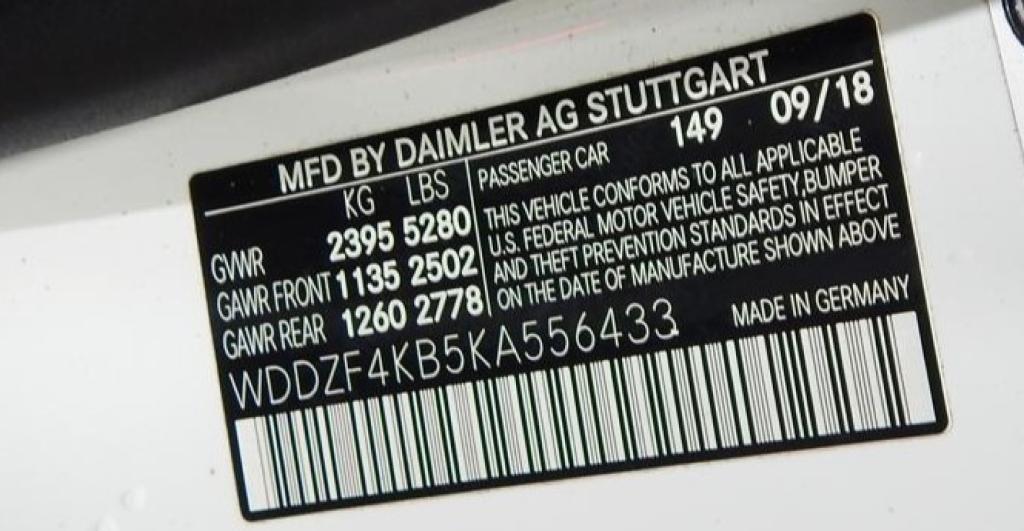 MFD BY DAIMLER AG STUTTGART
KG LBS
GVWR 2395 5280
GAWR FRONT 1135 2502
GAWR REAR 1260 2778
PASSENGER CAR 149 09/18
THIS VEHICLE CONFORMS TO ALL APPLICABLE
U.S. FEDERAL MOTOR VEHICLE SAFETY,BUMPER
AND THEFT PREVENTION STANDARDS IN EFFECT
ON THE DATE OF MANUFACTURE SHOWN ABOVE
WDDZF4KB5KA556433 MADE IN GERMANY